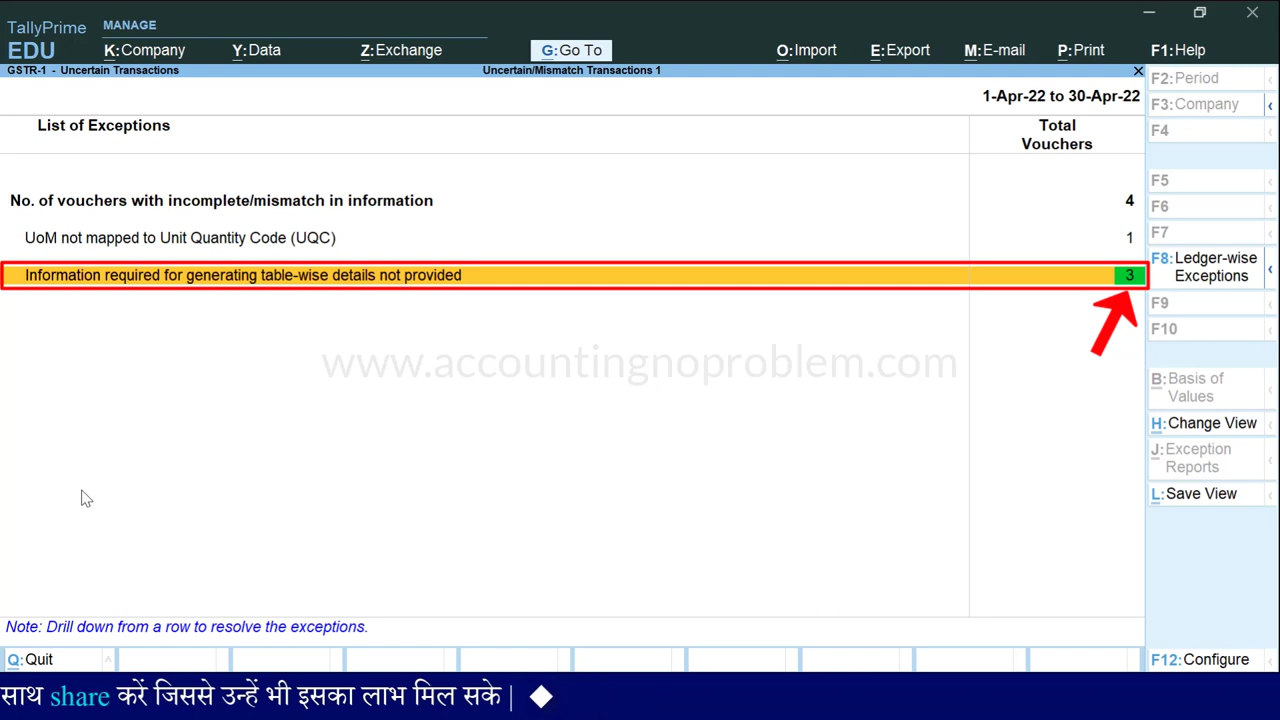 TallyPrime MANAGE
EDU K:Company Y:Data Z:Exchange G:Go To O:Import E:Export M:E-mail P:Print F1:Help
GSTR-1 - Uncertain Transactions Uncertain/Mismatch Transactions 1
1-Apr-22 to 30-Apr-22
List of Exceptions Total
Vouchers
No. of vouchers with incomplete/mismatch in information 4
UoM not mapped to Unit Quantity Code (UQC) 1
Information required for generating table-wise details not provided 3
www.accountingnoproblem.com
Note: Drill down from a row to resolve the exceptions.
Q:Quit
F2:Period
F3:Company
F4
F5
F6
F7
F8:Ledger-wise
Exceptions
F9
F10
B:Basis of
Values
H:Change View
J:Exception
Reports
L:Save View
F12:Configure
साथ share करें जिससे उन्हें भी इसका लाभ मिल सके |